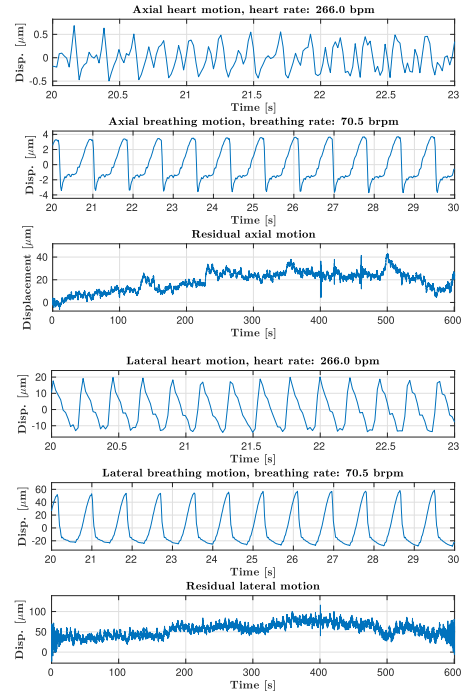 Axial heart motion, heart rate: 266.0 bpm
Disp. [μm]
0.5
0
-0.5
20 20.5 21 21.5 22 22.5 23
Time [s]
Axial breathing motion, breathing rate: 70.5 brpm
Disp. [μm]
4
2
0
-2
-4
20 21 22 23 24 25 26 27 28 29 30
Time [s]
Residual axial motion
Displacement [μm]
40
20
0
0 100 200 300 400 500 600
Time [s]
Lateral heart motion, heart rate: 266.0 bpm
Disp. [μm]
20
10
0
-10
20 20.5 21 21.5 22 22.5 23
Time [s]
Lateral breathing motion, breathing rate: 70.5 brpm
Disp. [μm]
60
40
20
0
-20
20 21 22 23 24 25 26 27 28 29 30
Time [s]
Residual lateral motion
Disp. [μm]
100
50
0
0 100 200 300 400 500 600
Time [s]